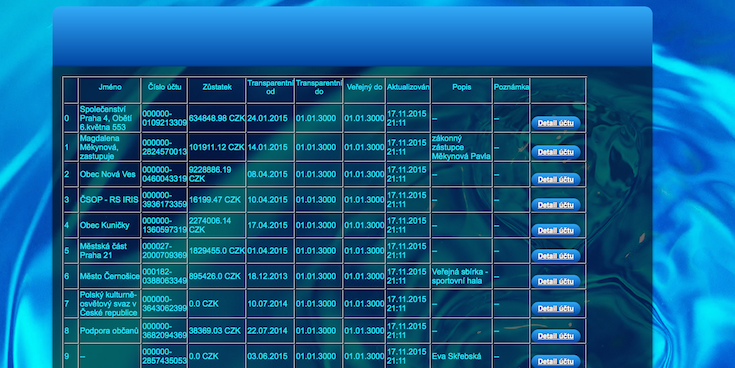 Jméno Číslo účtu Zůstatek Transparentní od Transparentní do Veřejný do Aktualizován Popis Poznámka
0 Společenství Praha 4, Obětí 6.května 553 000000-0109213309 634848.98 CZK 24.01.2015 01.01.3000 01.01.3000 17.11.2015 21:11 -- -- Detail účtu
1 Magdalena Měkynová, zastupuje 000000-2824570013 101911.12 CZK 14.01.2015 01.01.3000 01.01.3000 17.11.2015 21:11 zákonný zástupce Měkynová Pavla -- Detail účtu
2 Obec Nová Ves 000000-0460043319 9228886.19 CZK 08.04.2015 01.01.3000 01.01.3000 17.11.2015 21:11 -- -- Detail účtu
3 ČSOP - RS IRIS 000000-3936173359 16199.47 CZK 10.04.2015 01.01.3000 01.01.3000 17.11.2015 21:11 -- -- Detail účtu
4 Obec Kuničky 000000-1360597319 2274006.14 CZK 17.04.2015 01.01.3000 01.01.3000 17.11.2015 21:11 -- -- Detail účtu
5 Městská část Praha 21 000027-2000709369 1629455.0 CZK 01.04.2015 01.01.3000 01.01.3000 17.11.2015 21:11 -- -- Detail účtu
6 Město Černošice 000182-0388063349 895426.0 CZK 18.12.2013 01.01.3000 01.01.3000 17.11.2015 21:11 Veřejná sbírka - sportovní hala -- Detail účtu
7 Polský kulturně-osvětový svaz v České republice 000000-3643062399 0.0 CZK 10.07.2014 01.01.3000 01.01.3000 17.11.2015 21:11 -- -- Detail účtu
8 Podpora občanů 000000-3682094369 38369.03 CZK 22.07.2014 01.01.3000 01.01.3000 17.11.2015 21:11 -- -- Detail účtu
9 -- 000000-2857435053 0.0 CZK 03.06.2015 01.01.3000 01.01.3000 17.11.2015 21:11 Eva Skřebská -- Detail účtu